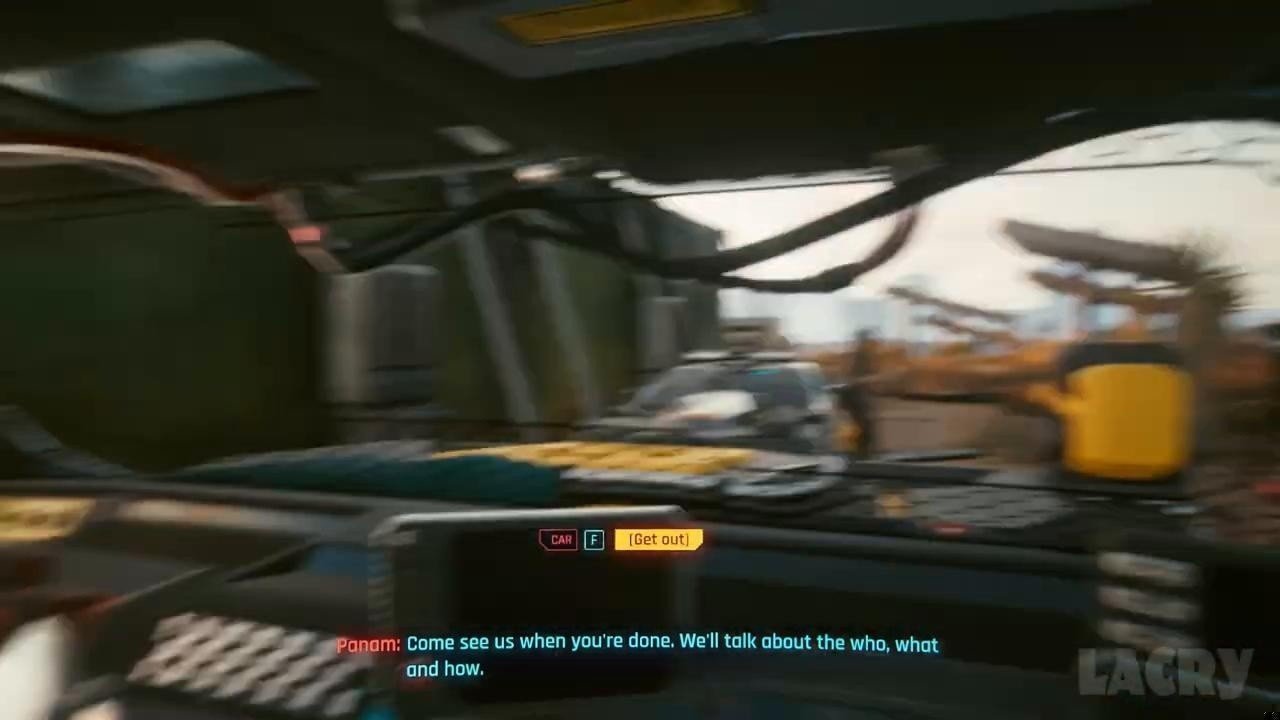 CAR F [Get out]
Panam: Come see us when you're done. We'll talk about the who, what
and how.
LACRY